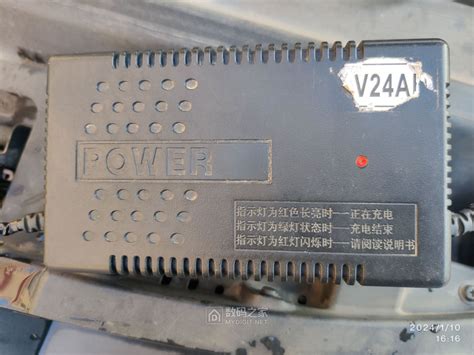 V24A
POWER
指示灯为红色长亮时—正在充电
指示灯为绿灯状态时—充电结束
指示灯为红灯闪烁时—请阅读说明书
数码之家
MYDIGIT.NET
2024/1/10
16:16